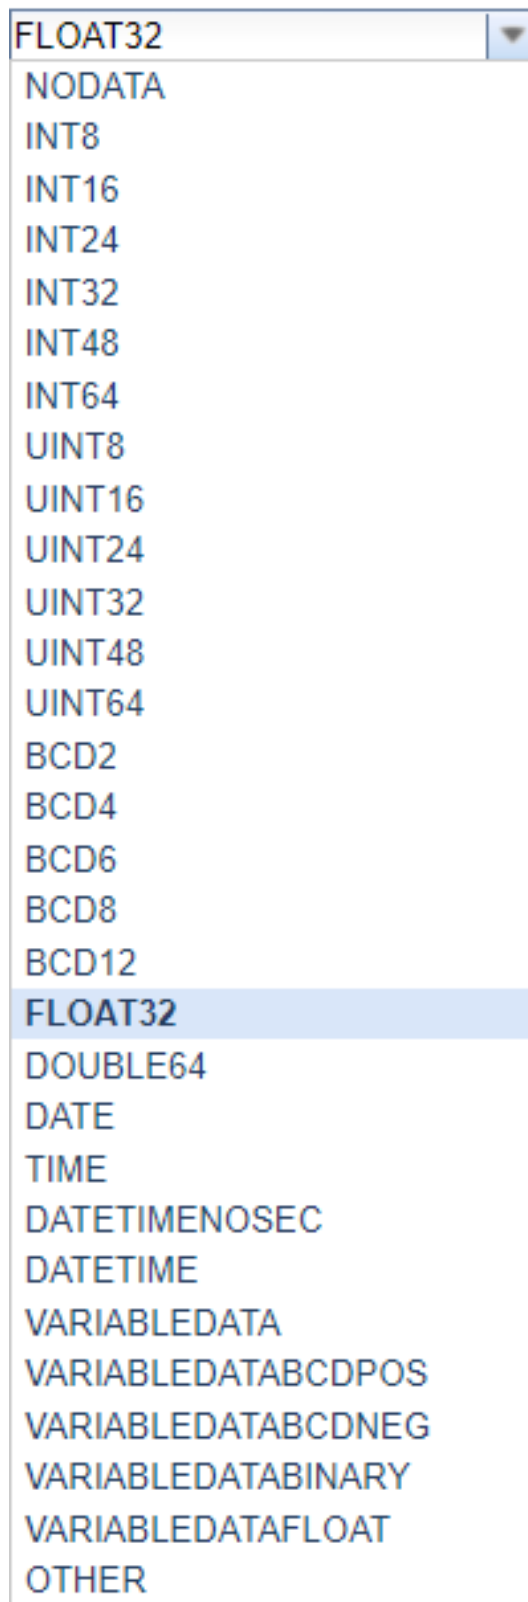 FLOAT32
NODATA
INT8
INT16
INT24
INT32
INT48
INT64
UINT8
UINT16
UINT24
UINT32
UINT48
UINT64
BCD2
BCD4
BCD6
BCD8
BCD12
FLOAT32
DOUBLE64
DATE
TIME
DATETIMENOSEC
DATETIME
VARIABLEDATA
VARIABLEDATABCDPOS
VARIABLEDATABCDNEG
VARIABLEDATABINARY
VARIABLEDATAFLOAT
OTHER